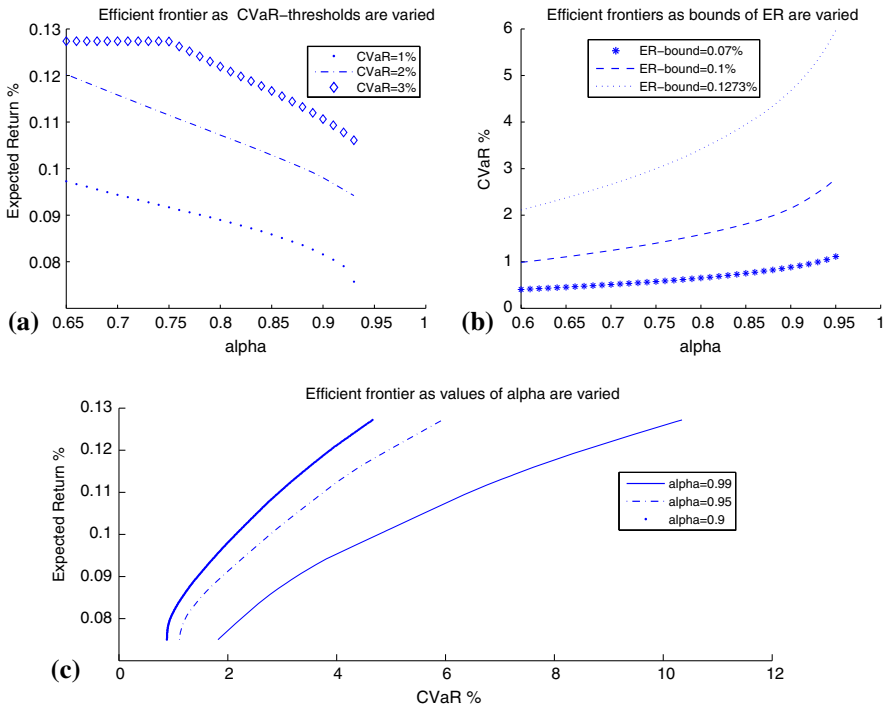 Efficient frontier as CVaR-thresholds are varied
0.13
0.12
0.11
0.1
0.09
0.08
Expected Return %
CVaR=1%
CVaR=2%
CVaR=3%
0.65 0.7 0.75 0.8 0.85 0.9 0.95 1
alpha
(a)
Efficient frontiers as bounds of ER are varied
6
5
4
3
2
1
0
CVaR %
ER-bound=0.07%
ER-bound=0.1%
ER-bound=0.1273%
0.6 0.65 0.7 0.75 0.8 0.85 0.9 0.95 1
alpha
(b)
Efficient frontier as values of alpha are varied
0.13
0.12
0.11
0.1
0.09
0.08
Expected Return %
alpha=0.99
alpha=0.95
alpha=0.9
0 2 4 6 8 10 12
CVaR %
(c)